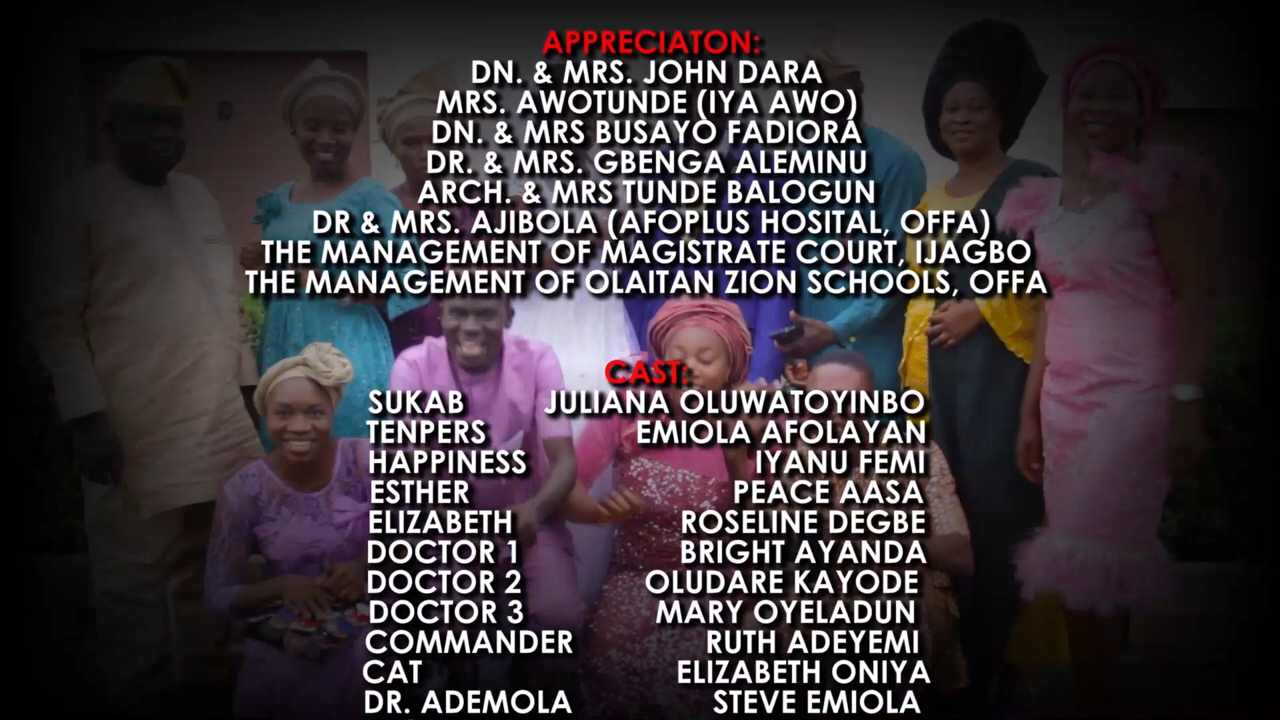 APPRECIATON:
DN. & MRS. JOHN DARA
MRS. AWOTUNDE (IYA AWO)
DN. & MRS BUSAYO FADIORA
DR. & MRS. GBENGA ALEMINU
ARCH. & MRS TUNDE BALOGUN
DR & MRS. AJIBOLA (AFOPLUS HOSITAL, OFFA)
THE MANAGEMENT OF MAGISTRATE COURT, IJAGBO
THE MANAGEMENT OF OLAITAN ZION SCHOOLS, OFFA
CAST:
SUKAB JULIANA OLUWATOYINBO
TENPERS EMIOLA AFOLAYAN
HAPPINESS IYANU FEMI
ESTHER PEACE AASA
ELIZABETH ROSELINE DEGBE
DOCTOR 1 BRIGHT AYANDA
DOCTOR 2 OLUDARE KAYODE
DOCTOR 3 MARY OYELADUN
COMMANDER RUTH ADEYEMI
CAT ELIZABETH ONIYA
DR. ADEMOLA STEVE EMIOLA